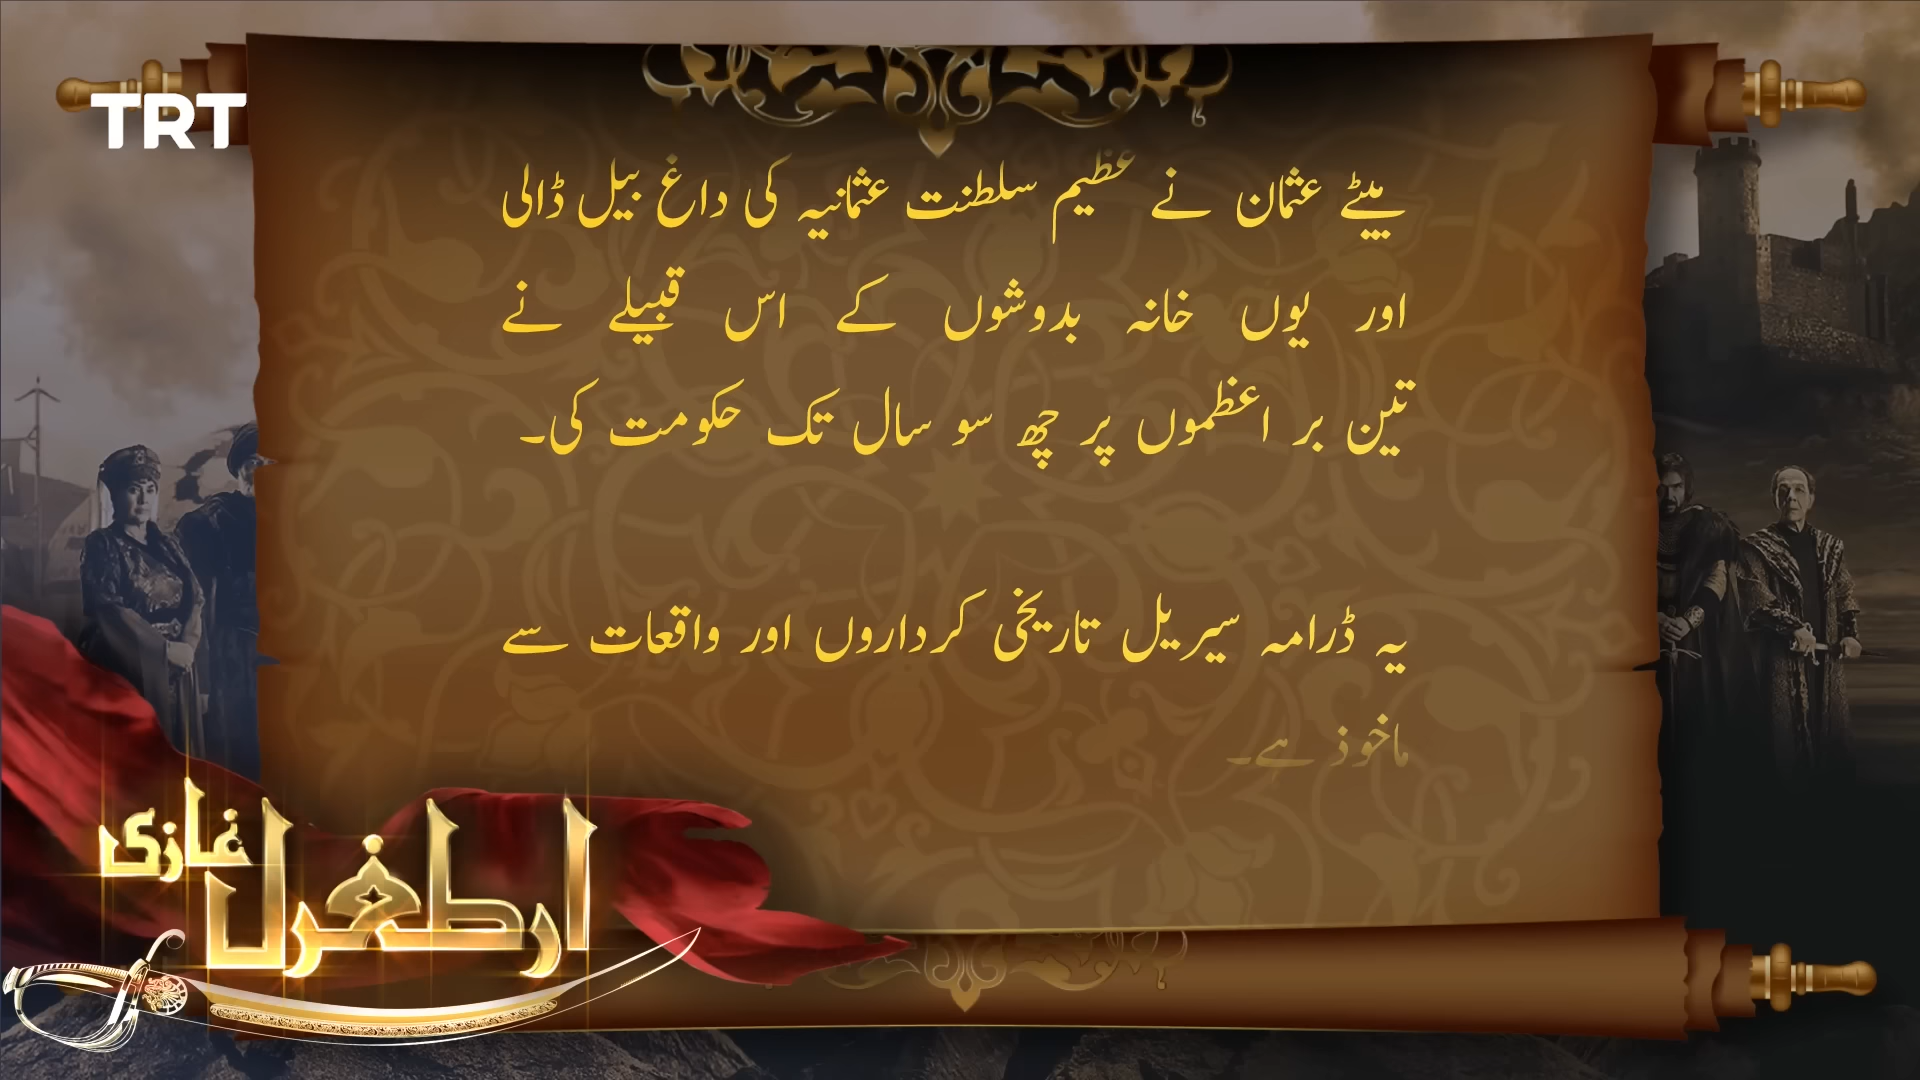 TRT
بیٹے عثمان نے عظیم سلطنت عثمانیہ کی داغ بیل ڈالی
اور یوں خانہ بدوشوں کے اس قبیلے نے
تین بر اعظموں پر چھ سو سال تک حکومت کی۔
یہ ڈرامہ سیریل تاریخی کرداروں اور واقعات سے
ماخوذ ہے۔
ارطغرل غازی